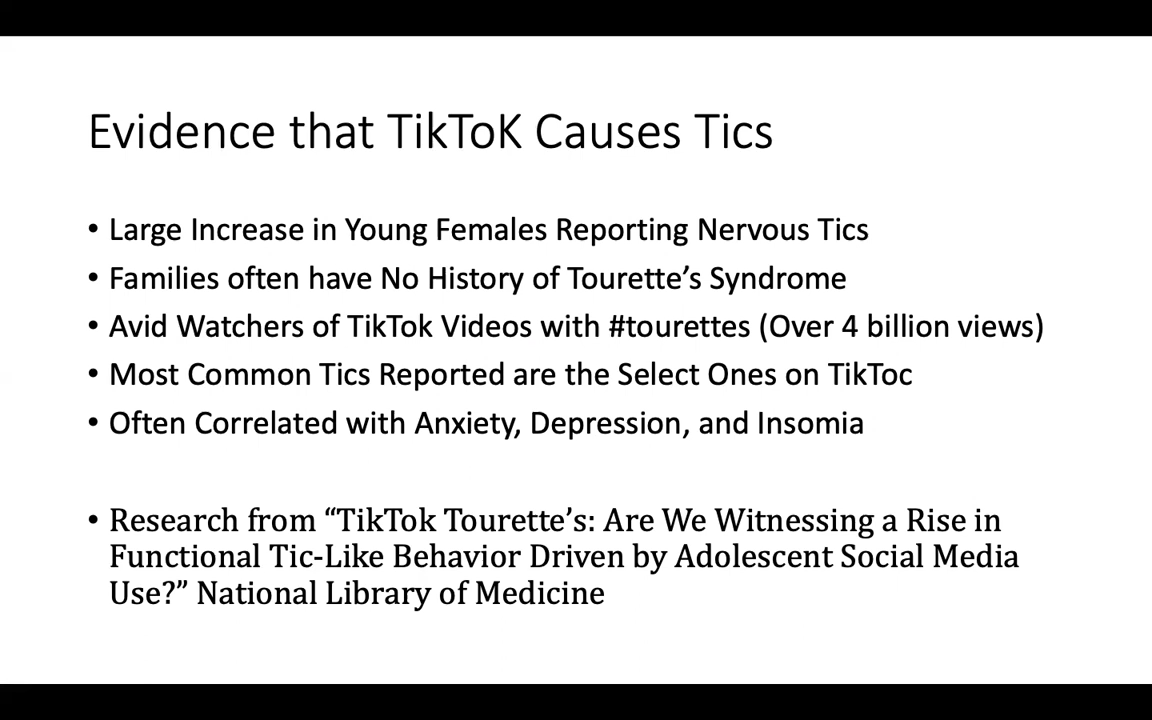 Evidence that TikToK Causes Tics
• Large Increase in Young Females Reporting Nervous Tics
• Families often have No History of Tourette’s Syndrome
• Avid Watchers of TikTok Videos with #tourettes (Over 4 billion views)
• Most Common Tics Reported are the Select Ones on TikToc
• Often Correlated with Anxiety, Depression, and Insomia
• Research from “TikTok Tourette’s: Are We Witnessing a Rise in
Functional Tic-Like Behavior Driven by Adolescent Social Media
Use?” National Library of Medicine